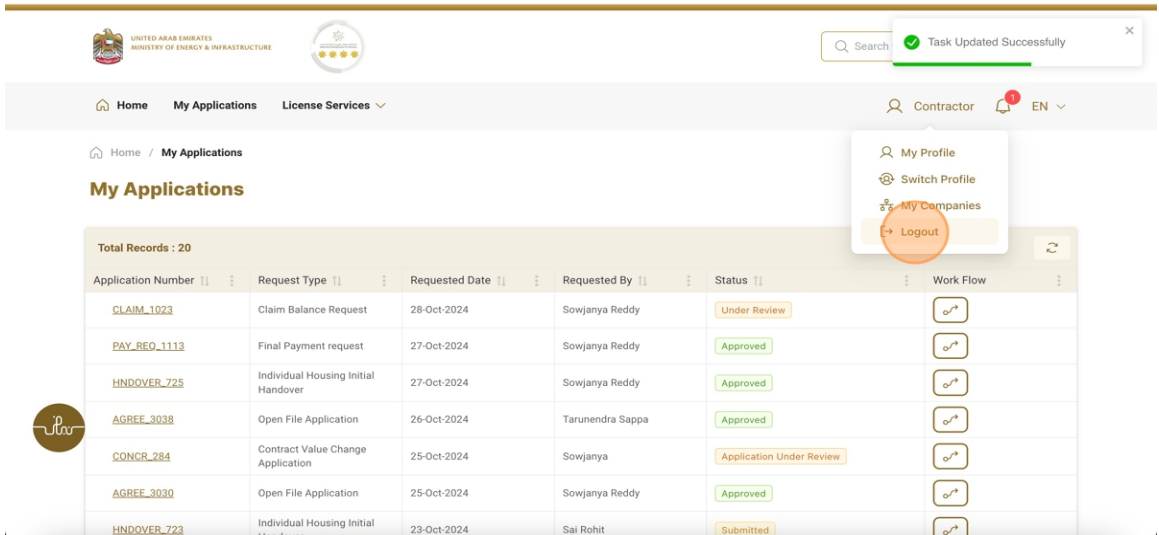 UNITED ARAB EMIRATES
MINISTRY OF ENERGY & INFRASTRUCTURE
Search
Task Updated Successfully
Home My Applications License Services
Contractor 1 EN
Home / My Applications
My Profile
Switch Profile
My Companies
Logout
My Applications
Total Records : 20
Application Number Request Type Requested Date Requested By Status Work Flow
CLAIM_1023 Claim Balance Request 28-Oct-2024 Sowjanya Reddy Under Review
PAY_REQ_1113 Final Payment request 27-Oct-2024 Sowjanya Reddy Approved
HNDOVER_725 Individual Housing Initial Handover 27-Oct-2024 Sowjanya Reddy Approved
AGREE_3038 Open File Application 26-Oct-2024 Tarunendra Sappa Approved
CONCR_284 Contract Value Change Application 25-Oct-2024 Sowjanya Application Under Review
AGREE_3030 Open File Application 25-Oct-2024 Sowjanya Reddy Approved
HNDOVER_723 Individual Housing Initial 23-Oct-2024 Sai Rohit Submitted